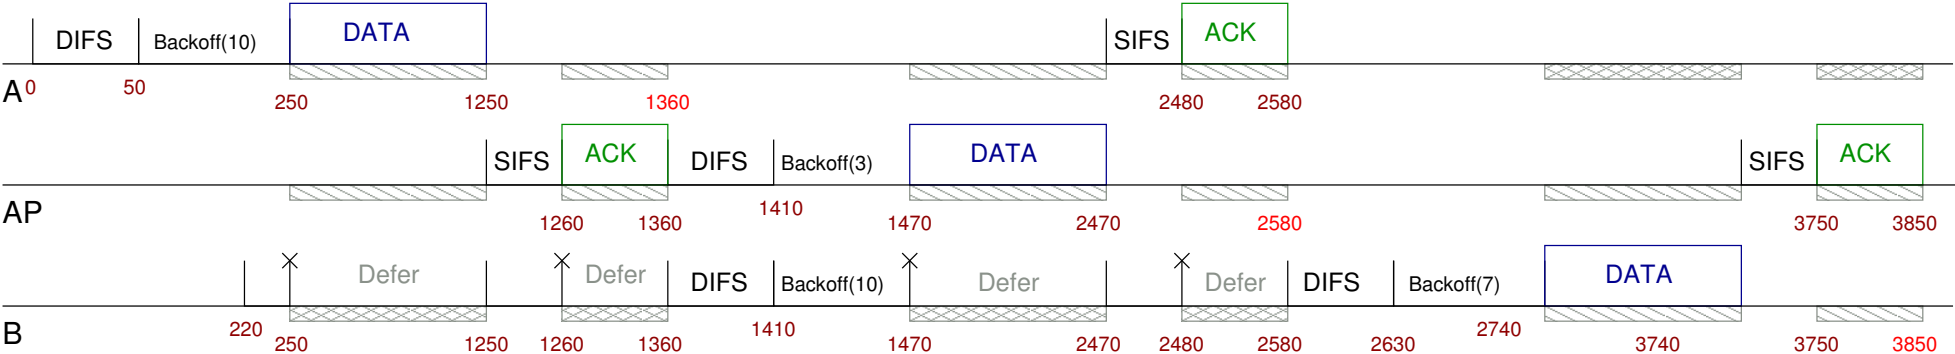 DIFS Backoff(10) DATA SIFS ACK
A 0 50 250 1250 1360 2480 2580
SIFS ACK DIFS Backoff(3) DATA SIFS ACK
AP 1260 1360 1410 1470 2470 2580 3750 3850
Defer Defer DIFS Backoff(10) Defer Defer DIFS Backoff(7) DATA
B 220 250 1250 1260 1360 1410 1470 2470 2480 2580 2630 2740 3740 3750 3850